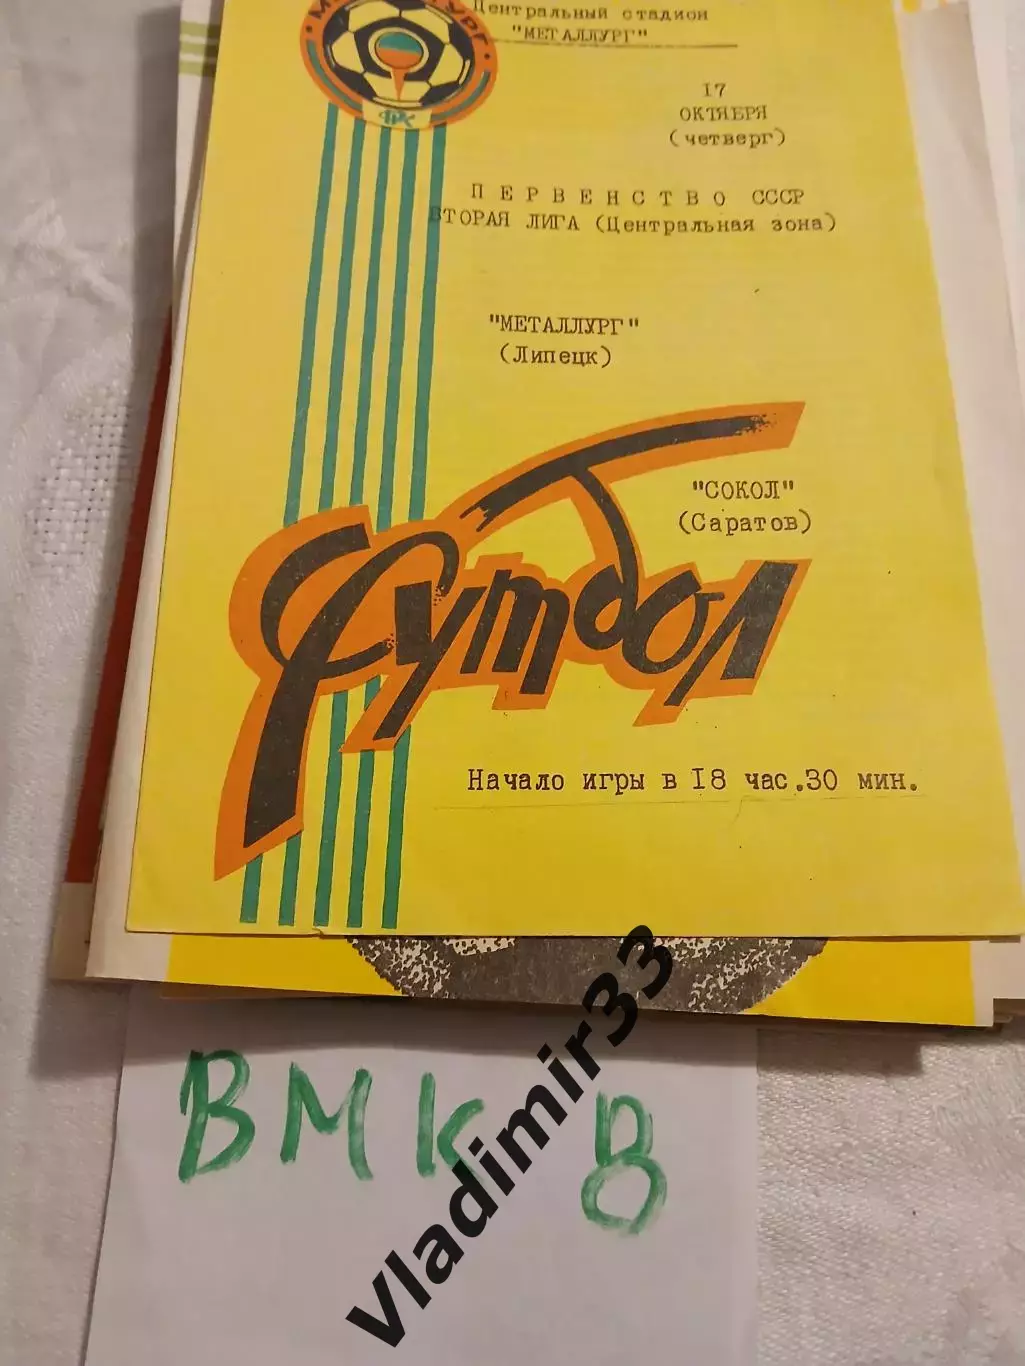 МЕТАЛЛУРГ
Центральный стадион
"МЕТАЛЛУРГ"
17
ОКТЯБРЯ
(четверг)
ПЕРВЕНСТВО СССР
ВТОРАЯ ЛИГА (Центральная зона)
"МЕТАЛЛУРГ"
(Липецк)
"СОКОЛ"
(Саратов)
Футбол
Начало игры в 18 час.30 мин.
ВМК 8
Vladimir33